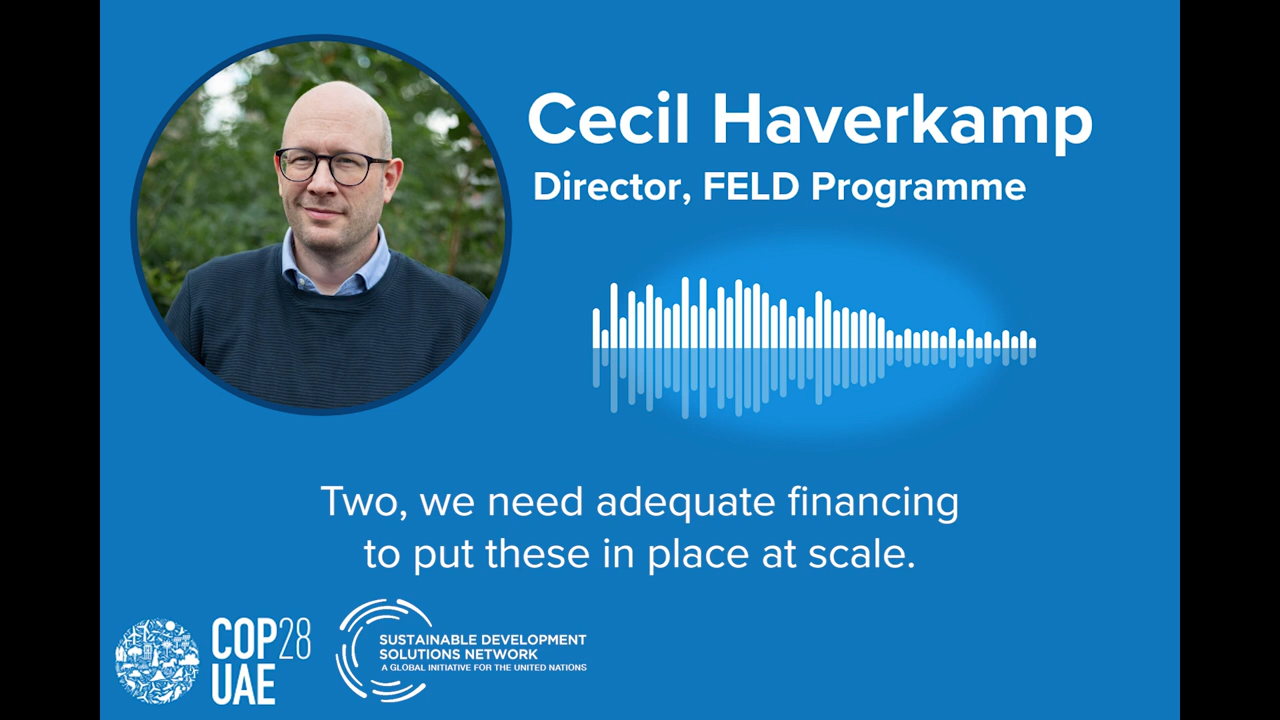 Cecil Haverkamp
Director, FELD Programme
Two, we need adequate financing
to put these in place at scale.
COP28
UAE
SUSTAINABLE DEVELOPMENT
SOLUTIONS NETWORK
A GLOBAL INITIATIVE FOR THE UNITED NATIONS